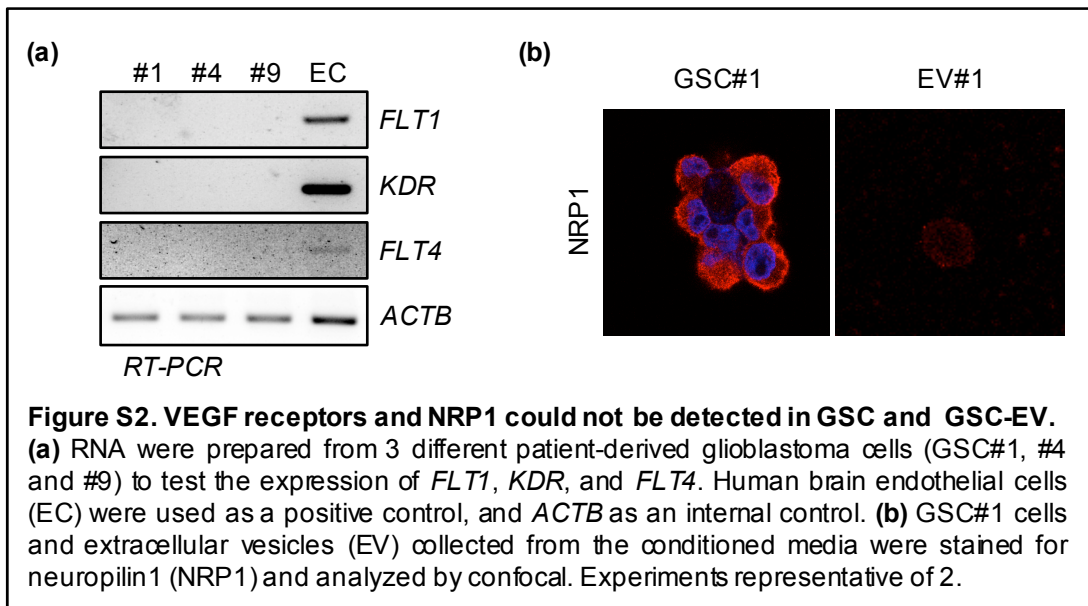 (a)
#1 #4 #9 EC
FLT1
KDR
FLT4
ACTB
RT-PCR
(b)
GSC#1 EV#1
NRP1
Figure S2. VEGF receptors and NRP1 could not be detected in GSC and GSC-EV.
(a) RNA were prepared from 3 different patient-derived glioblastoma cells (GSC#1, #4
and #9) to test the expression of FLT1, KDR, and FLT4. Human brain endothelial cells
(EC) were used as a positive control, and ACTB as an internal control. (b) GSC#1 cells
and extracellular vesicles (EV) collected from the conditioned media were stained for
neuropilin1 (NRP1) and analyzed by confocal. Experiments representative of 2.